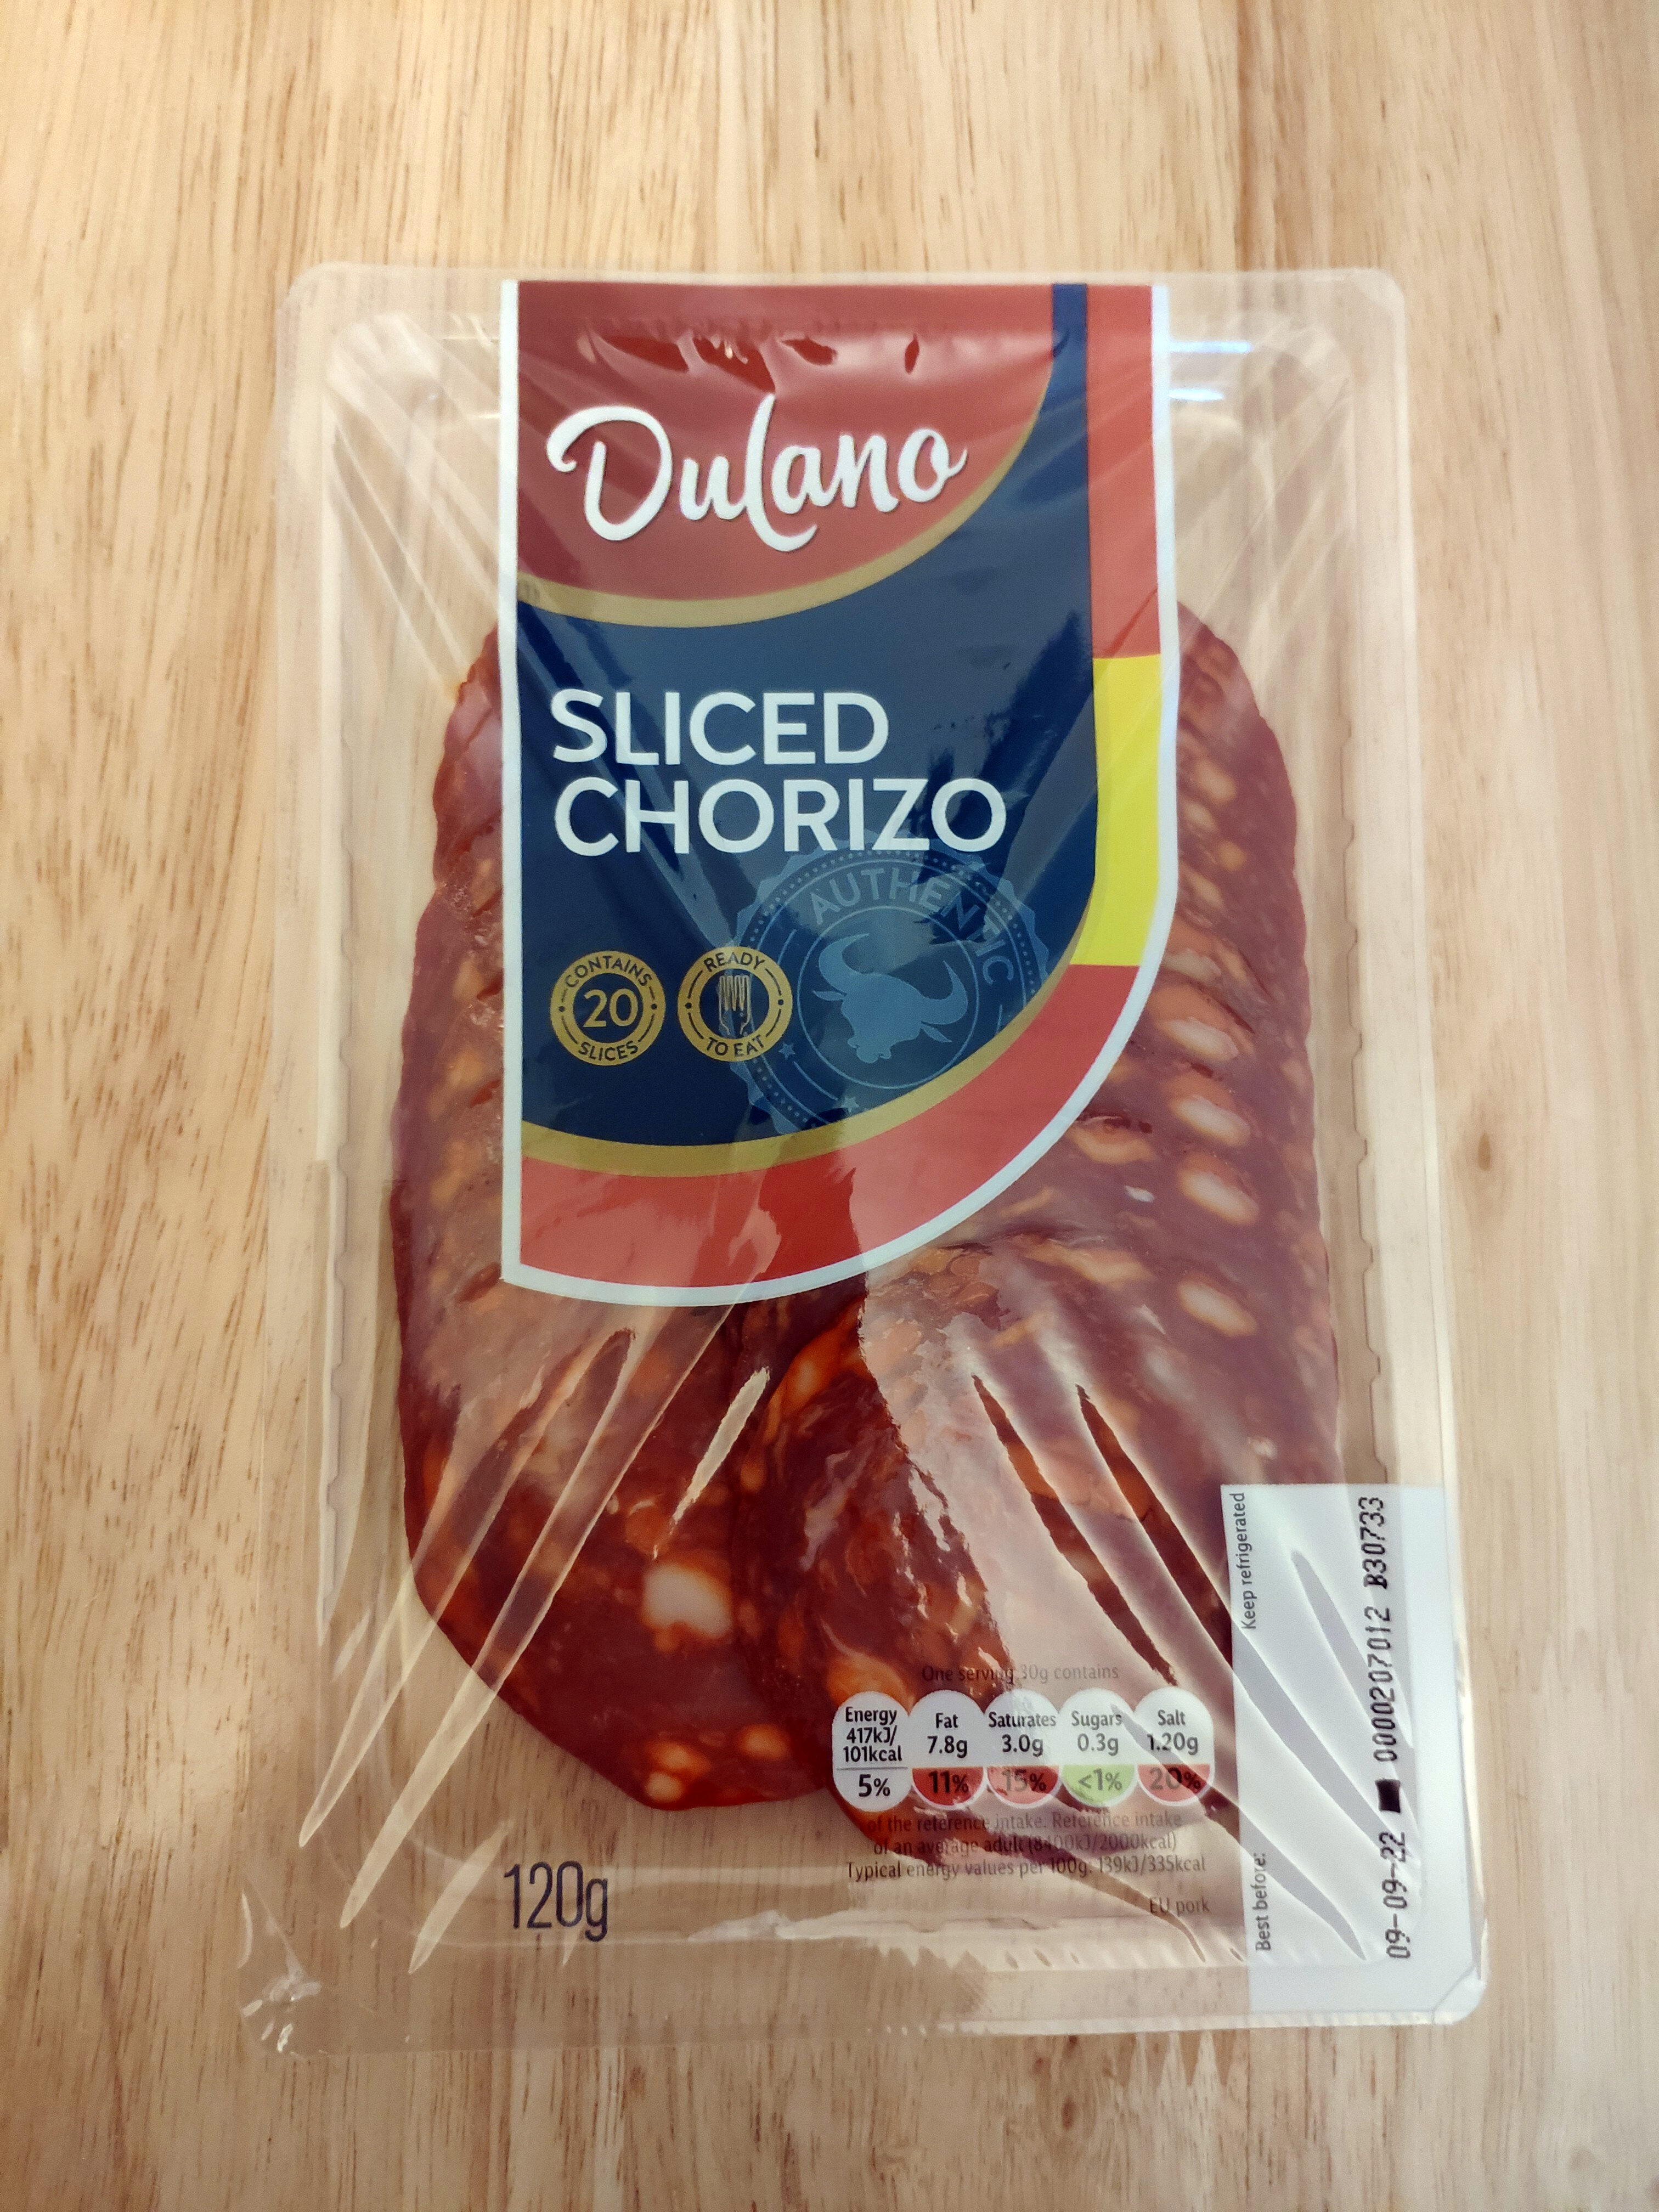 Dulano
SLICED
CHORIZO
AUTHENTIC
CONTAINS
20
SLICES
READY
TO EAT
Keep refrigerated
Best before:
09-09-22 ■ 0000207012 B30733
One serving 30g contains
Energy
417kJ/
101kcal
5%
Fat
7.8g
11%
Saturates
3.0g
15%
Sugars
0.3g
<1%
Salt
1.20g
20%
of the reference intake. Reference intake
of an average adult (8400kJ/2000kcal)
Typical energy values per 100g: 139kJ/335kcal
EU pork
120g